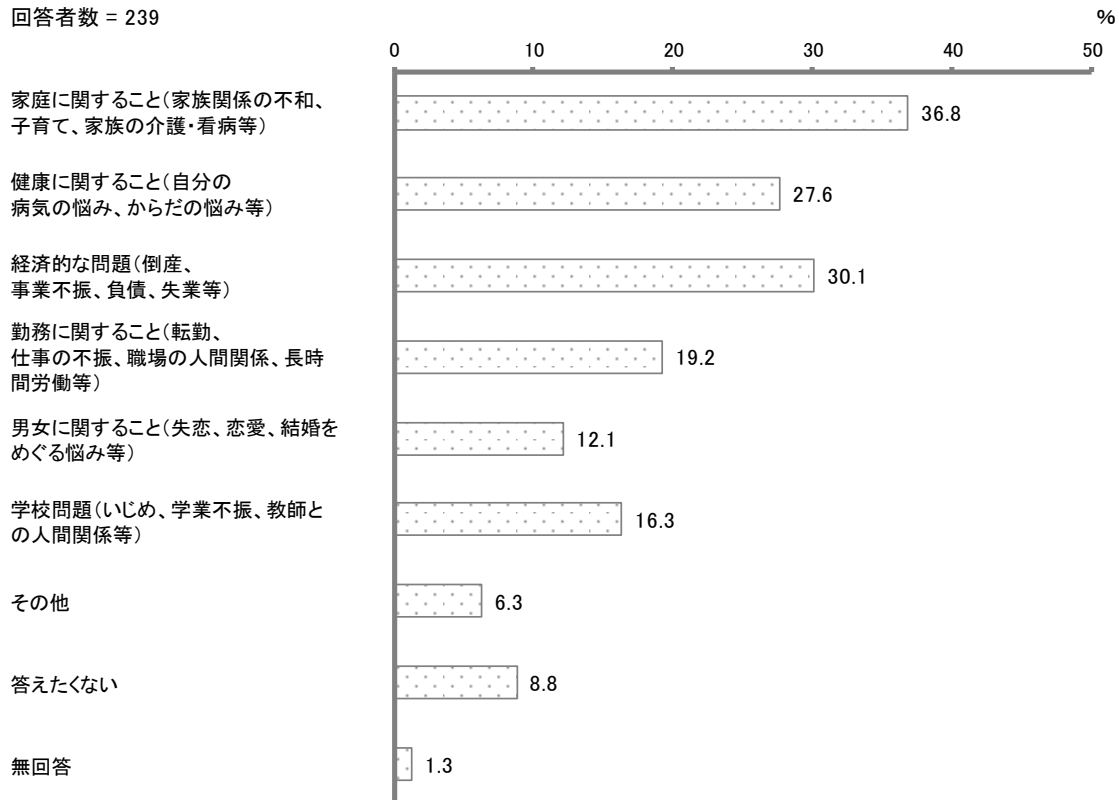 回答者数 = 239
%
0 10 20 30 40 50
家庭に関すること（家族関係の不和、
子育て、家族の介護・看病等）
36.8
健康に関すること（自分の
病気の悩み、からだの悩み等）
27.6
経済的な問題（倒産、
事業不振、負債、失業等）
30.1
勤務に関すること（転勤、
仕事の不振、職場の人間関係、長時
間労働等）
19.2
男女に関すること（失恋、恋愛、結婚を
めぐる悩み等）
12.1
学校問題（いじめ、学業不振、教師と
の人間関係等）
16.3
その他
6.3
答えたくない
8.8
無回答
1.3